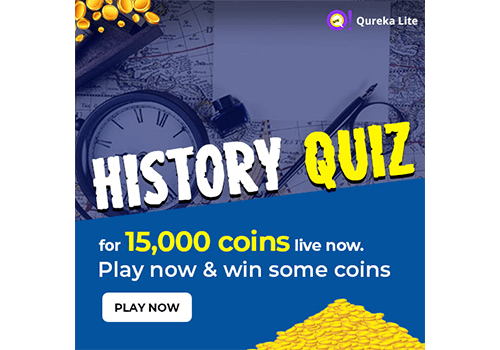 Qureka Lite
HISTORY QUIZ
for 15,000 coins live now.
Play now & win some coins
PLAY NOW